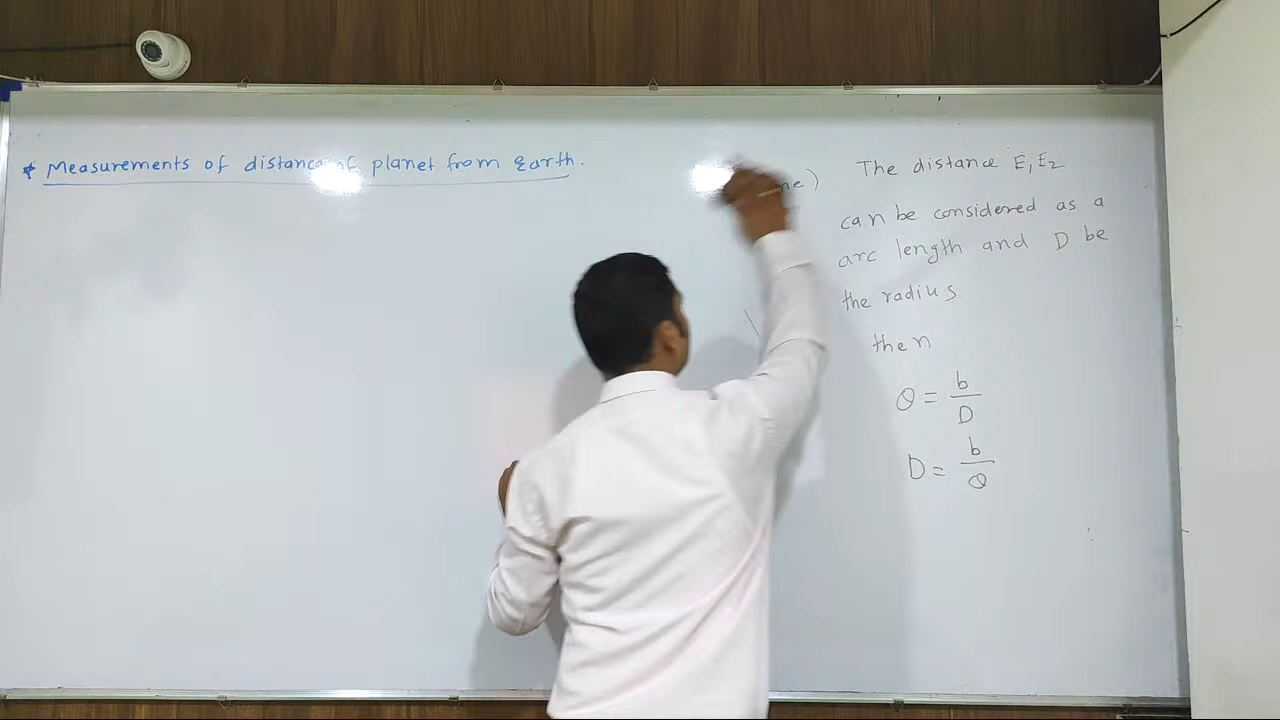 * Measurements of distance of planet from Earth.
The distance E₁E₂
can be considered as a
arc length and D be
the radius
then
θ = b/D
D = b/θ